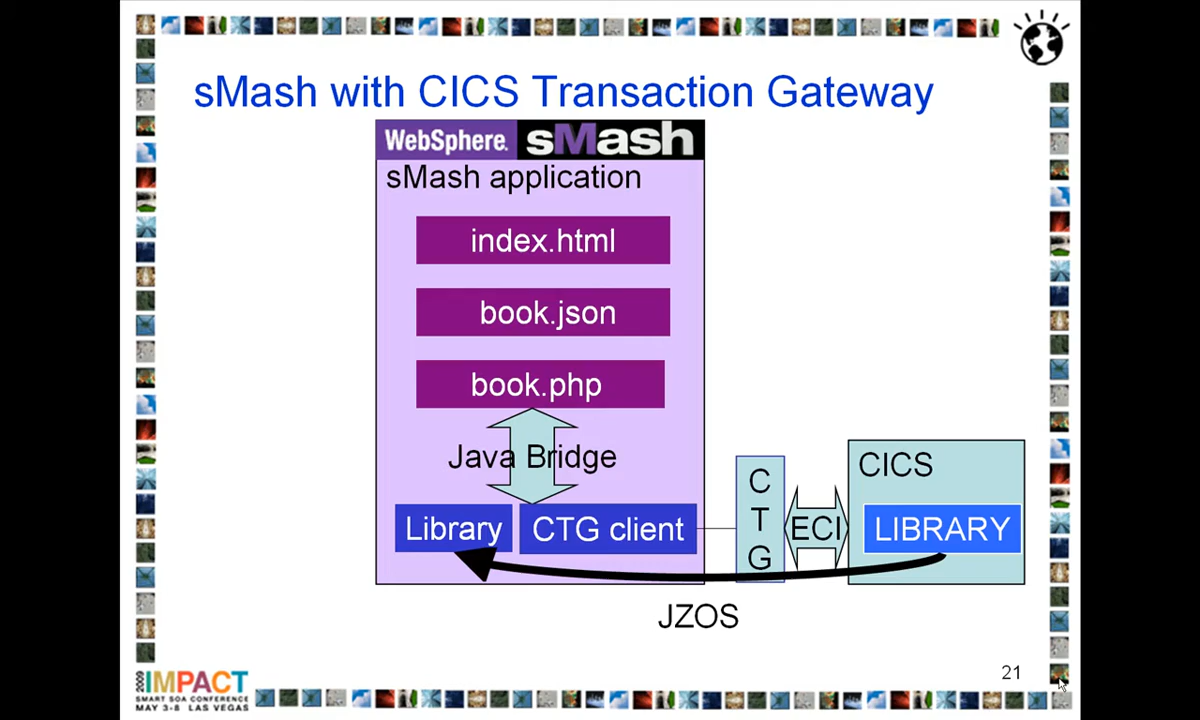 sMash with CICS Transaction Gateway
WebSphere. sMash
sMash application
index.html
book.json
book.php
Java Bridge
Library
CTG client
C
T
G
ECI
CICS
LIBRARY
JZOS
21
2009
IMPACT
SMART SOA CONFERENCE
MAY 3-8 LAS VEGAS